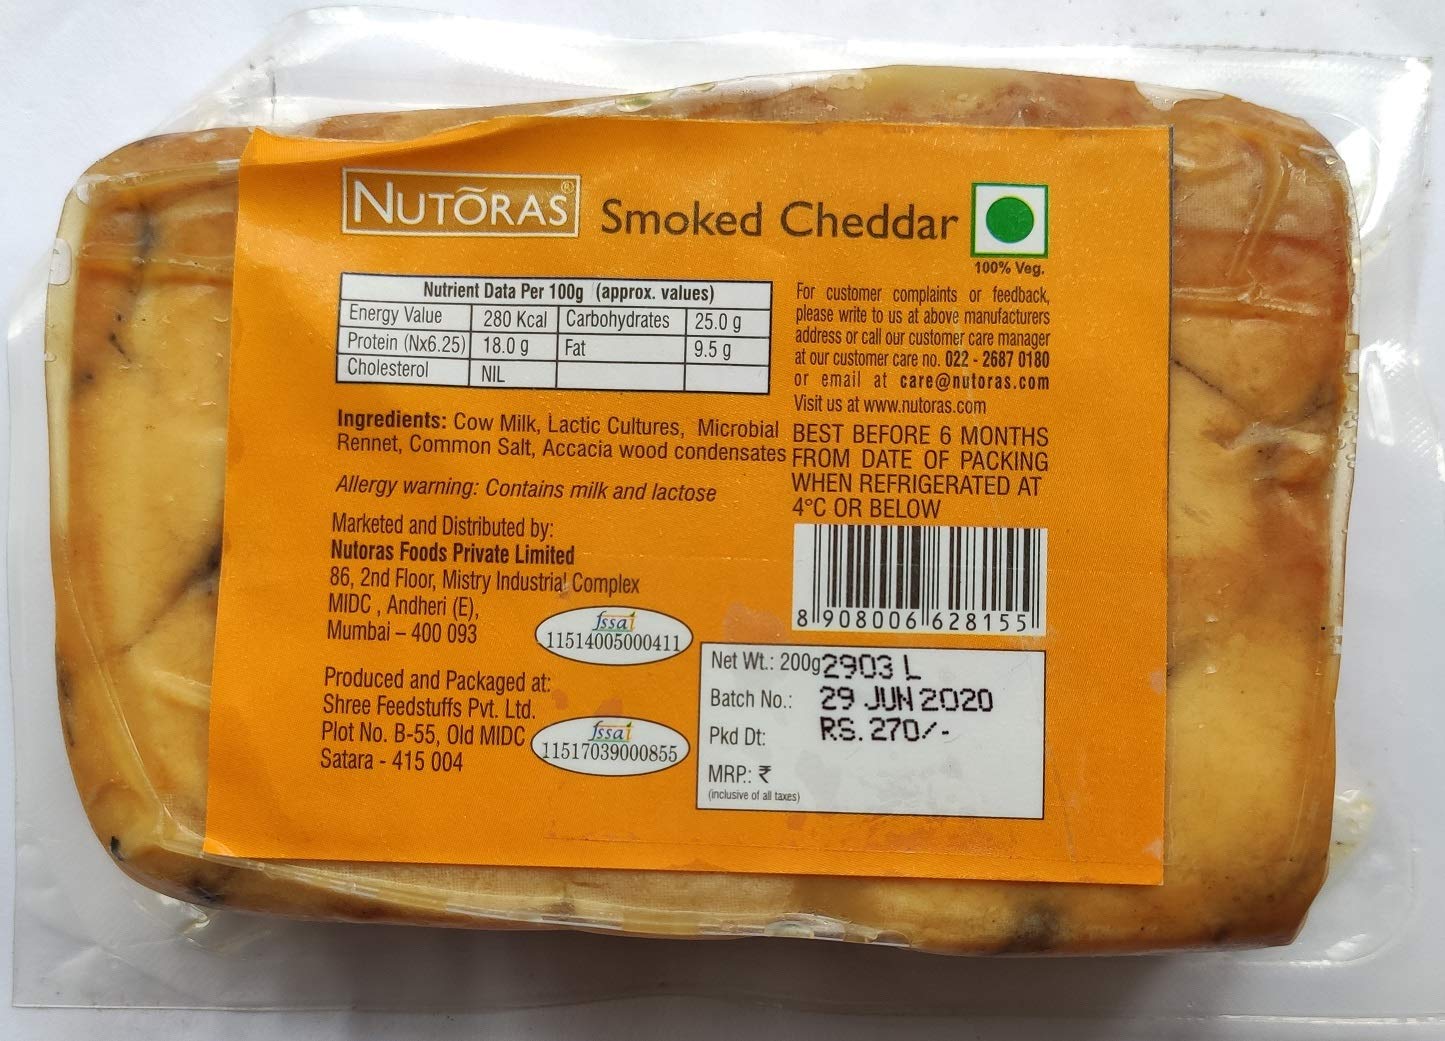 NUTÕRAS®
Smoked Cheddar
100% Veg.
Nutrient Data Per 100g (approx. values)
Energy Value 280 Kcal Carbohydrates 25.0 g
Protein (Nx6.25) 18.0 g Fat 9.5 g
Cholesterol NIL
Ingredients: Cow Milk, Lactic Cultures, Microbial
Rennet, Common Salt, Accacia wood condensates
Allergy warning: Contains milk and lactose
Marketed and Distributed by:
Nutoras Foods Private Limited
86, 2nd Floor, Mistry Industrial Complex
MIDC , Andheri (E),
Mumbai – 400 093
fssai
11514005000411
Produced and Packaged at:
Shree Feedstuffs Pvt. Ltd.
Plot No. B-55, Old MIDC
Satara - 415 004
fssai
11517039000855
For customer complaints or feedback,
please write to us at above manufacturers
address or call our customer care manager
at our customer care no. 022 - 2687 0180
or email at care@nutoras.com
Visit us at www.nutoras.com
BEST BEFORE 6 MONTHS
FROM DATE OF PACKING
WHEN REFRIGERATED AT
4°C OR BELOW
8 908006 628155
Net Wt.: 200g 2903 L
Batch No.: 29 JUN 2020
Pkd Dt: RS. 270/-
MRP.: ₹
(inclusive of all taxes)